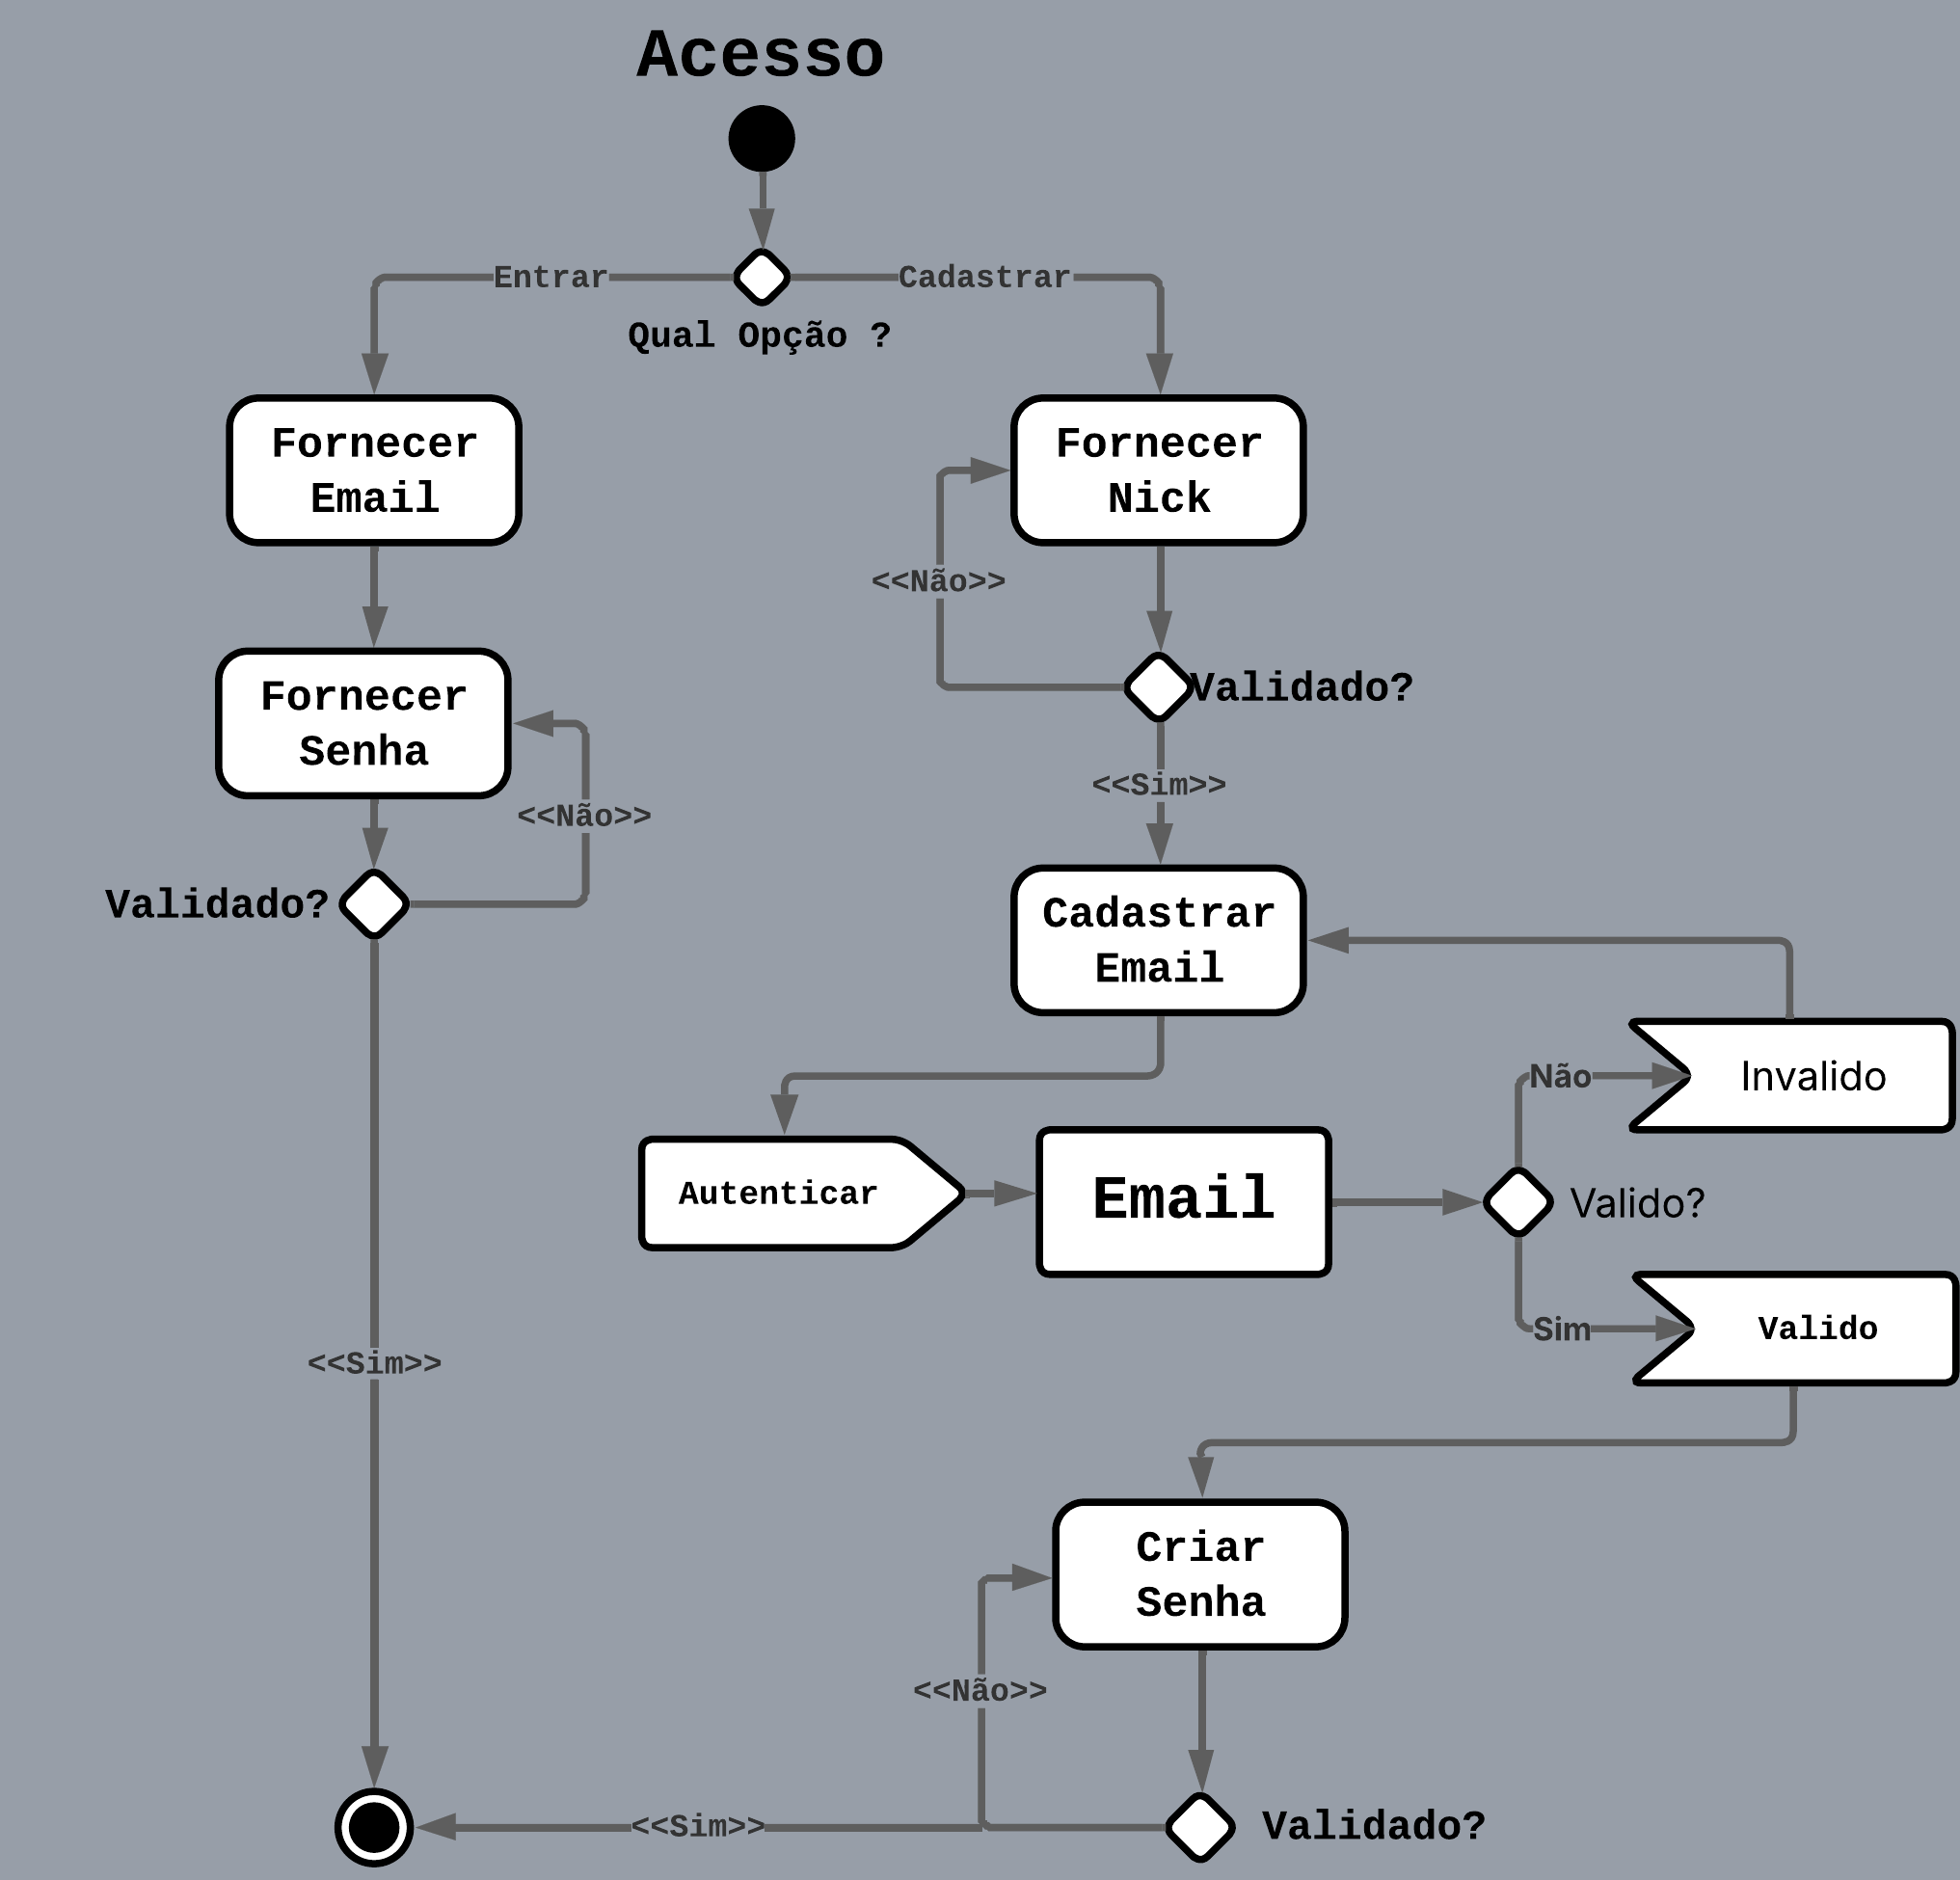 Acesso
Entrar
Cadastrar
Qual Opção ?
Fornecer
Email
Fornecer
Nick
<<Não>>
Fornecer
Senha
Validado?
<<Sim>>
<<Não>>
Validado?
Cadastrar
Email
Não
Invalido
Autenticar
Email
Valido?
Sim
Valido
<<Sim>>
Criar
Senha
<<Não>>
<<Sim>>
Validado?